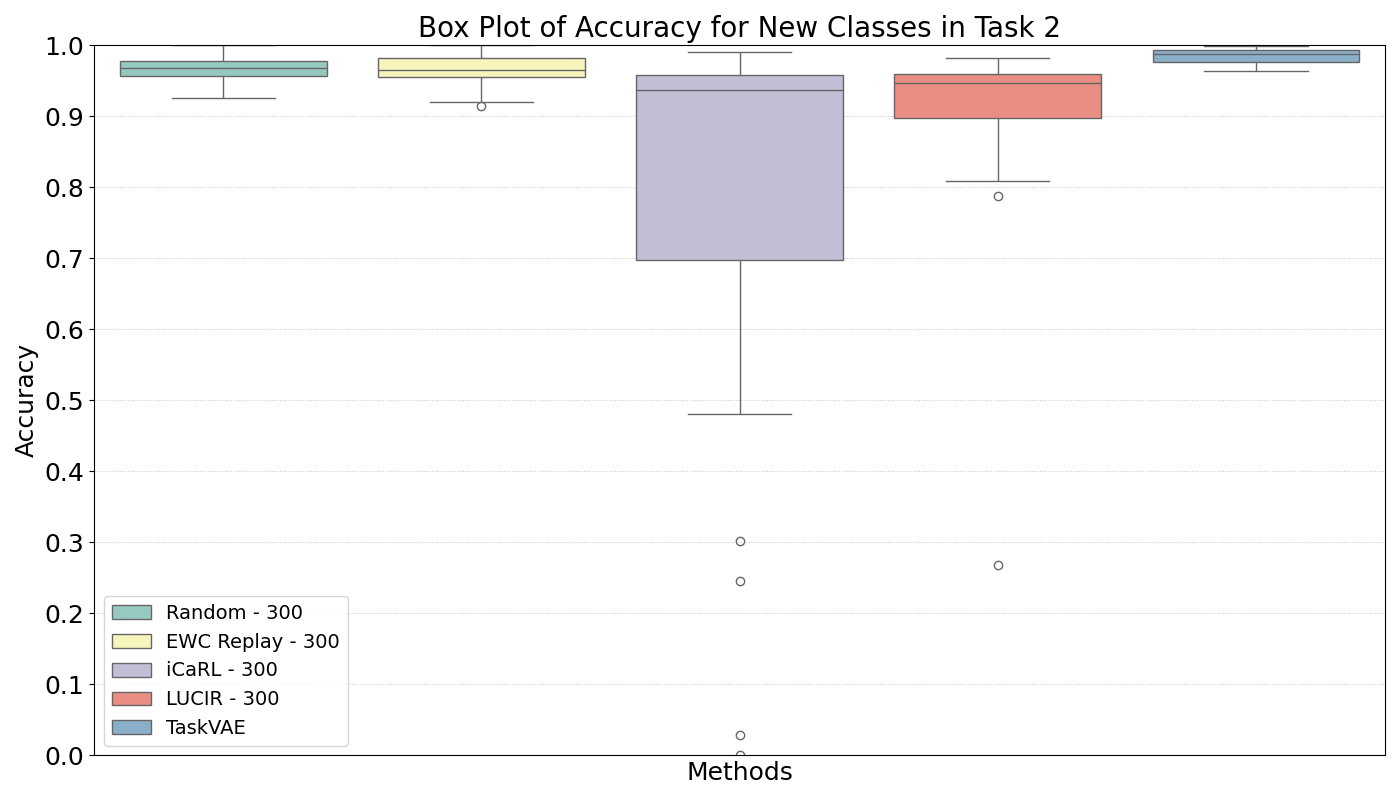 Box Plot of Accuracy for New Classes in Task 2
1.0
0.9
0.8
0.7
0.6
0.5
0.4
0.3
0.2
0.1
0.0
Accuracy
Random - 300
EWC Replay - 300
iCaRL - 300
LUCIR - 300
TaskVAE
Methods